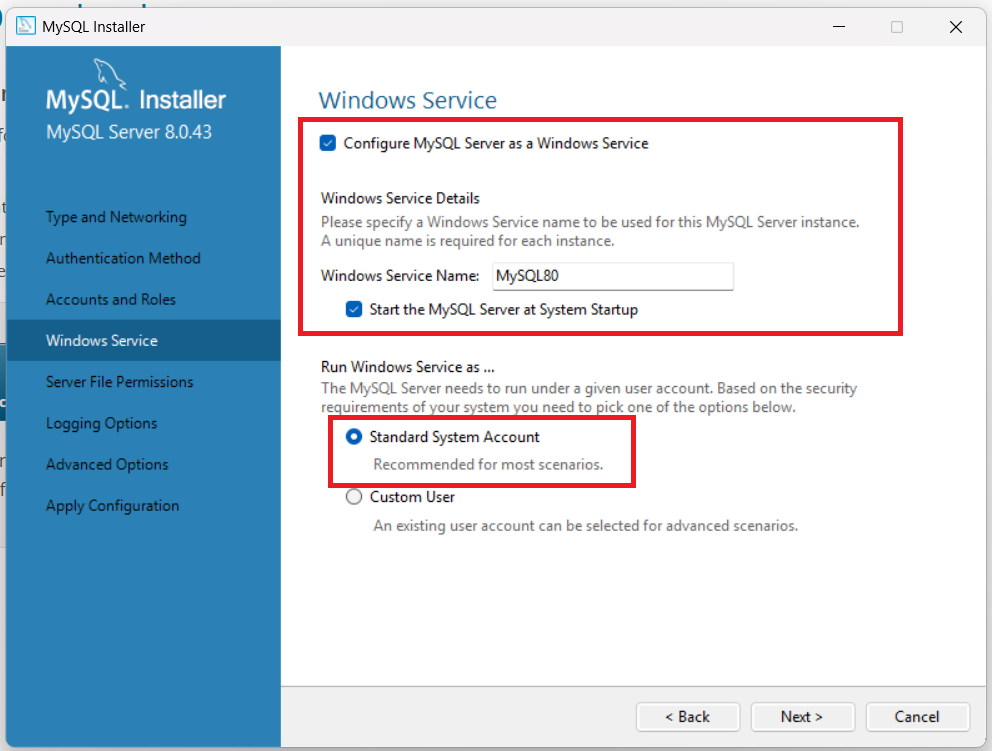 MySQL Installer
MySQL. Installer
MySQL Server 8.0.43
Type and Networking
Authentication Method
Accounts and Roles
Windows Service
Server File Permissions
Logging Options
Advanced Options
Apply Configuration
Windows Service
Configure MySQL Server as a Windows Service
Windows Service Details
Please specify a Windows Service name to be used for this MySQL Server instance.
A unique name is required for each instance.
Windows Service Name: MySQL80
Start the MySQL Server at System Startup
Run Windows Service as ...
The MySQL Server needs to run under a given user account. Based on the security
requirements of your system you need to pick one of the options below.
Standard System Account
Recommended for most scenarios.
Custom User
An existing user account can be selected for advanced scenarios.
< Back Next > Cancel